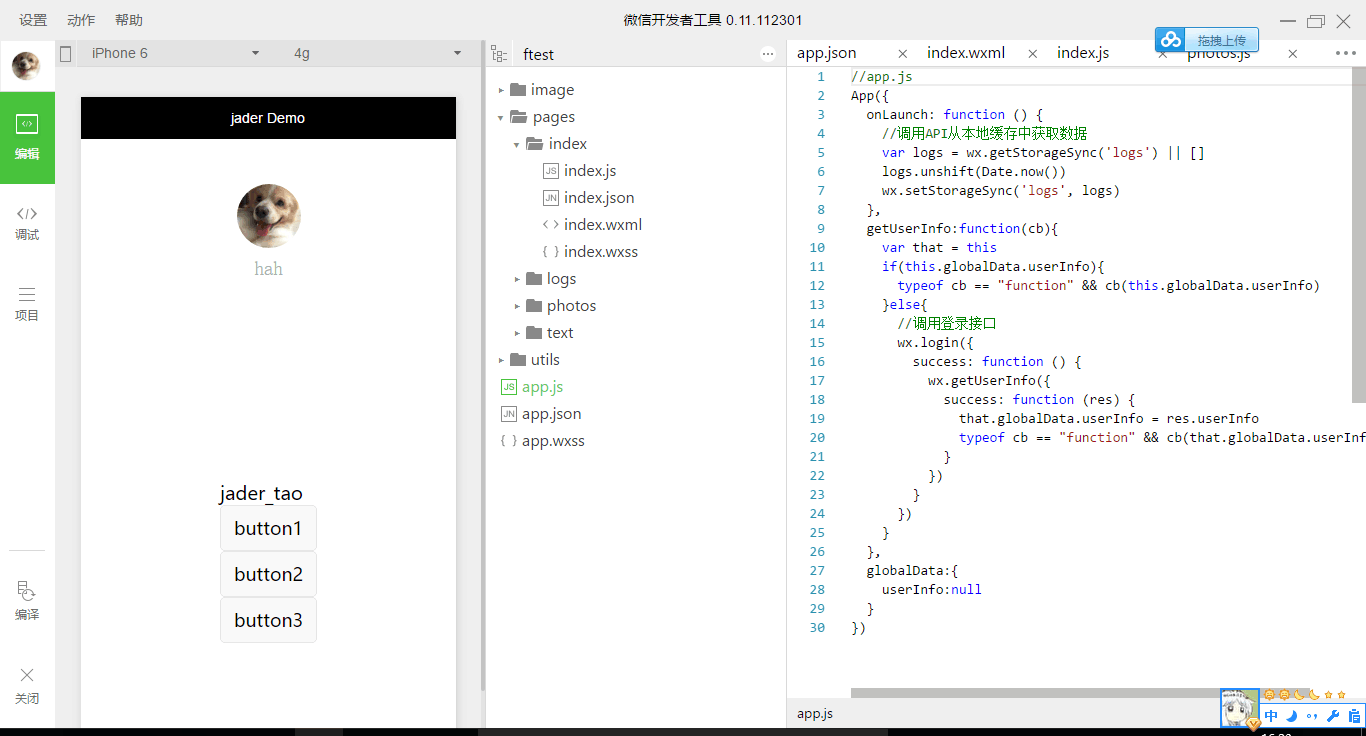 设置 动作 帮助
微信开发者工具 0.11.112301
iPhone 6 4g
编辑
调试
项目
编译
关闭
jader Demo
hah
jader_tao
button1
button2
button3
ftest
image
pages
index
JS index.js
JN index.json
< > index.wxml
{ } index.wxss
logs
photos
text
utils
JS app.js
JN app.json
{ } app.wxss
app.json index.wxml index.js photos.js
拖拽上传
1 //app.js
2 App({
3 onLaunch: function () {
4 //调用API从本地缓存中获取数据
5 var logs = wx.getStorageSync('logs') || []
6 logs.unshift(Date.now())
7 wx.setStorageSync('logs', logs)
8 },
9 getUserInfo:function(cb){
10 var that = this
11 if(this.globalData.userInfo){
12 typeof cb == "function" && cb(this.globalData.userInfo)
13 }else{
14 //调用登录接口
15 wx.login({
16 success: function () {
17 wx.getUserInfo({
18 success: function (res) {
19 that.globalData.userInfo = res.userInfo
20 typeof cb == "function" && cb(that.globalData.userInf
21 }
22 })
23 }
24 })
25 }
26 },
27 globalData:{
28 userInfo:null
29 }
30 })
app.js
中